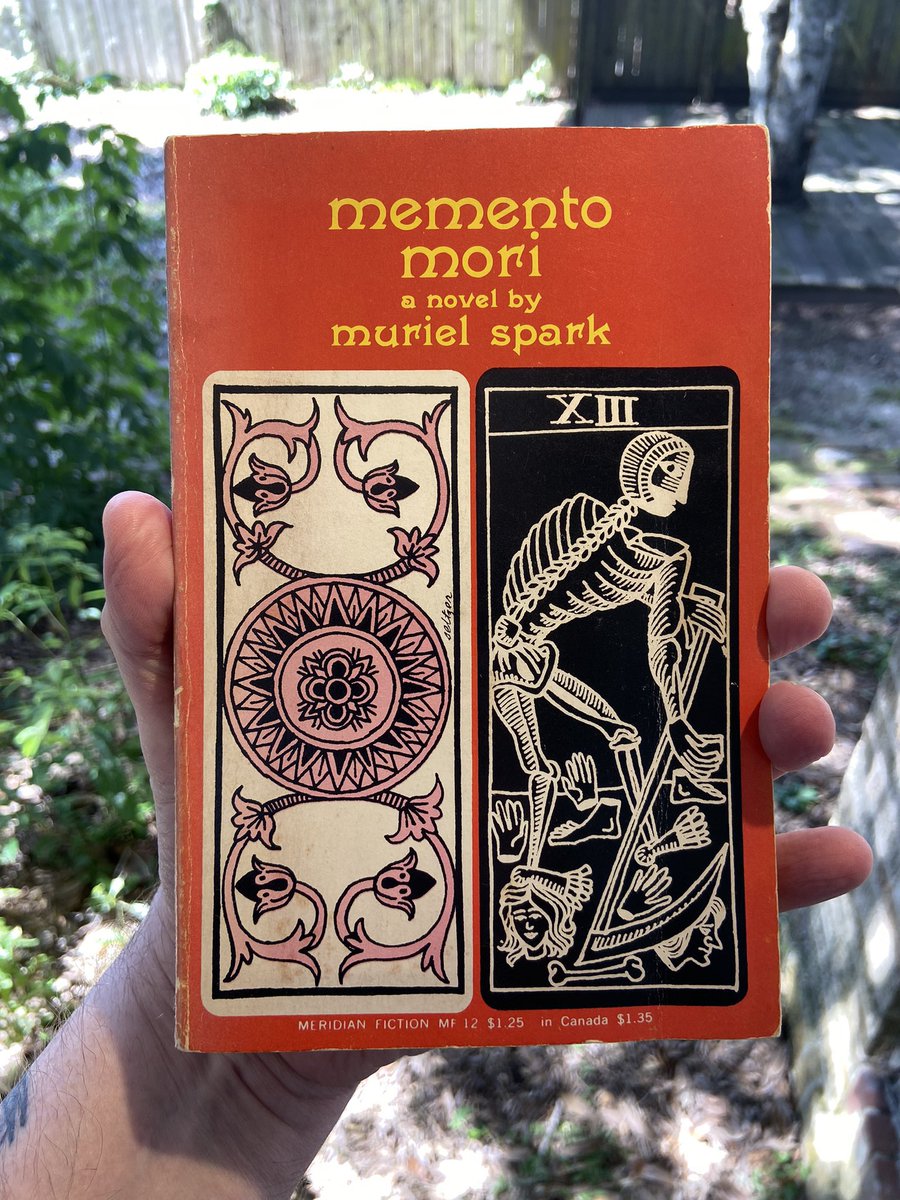 memento
mori
a novel by
muriel spark
XIII
MERIDIAN FICTION MF 12 $1.25 in Canada $1.35